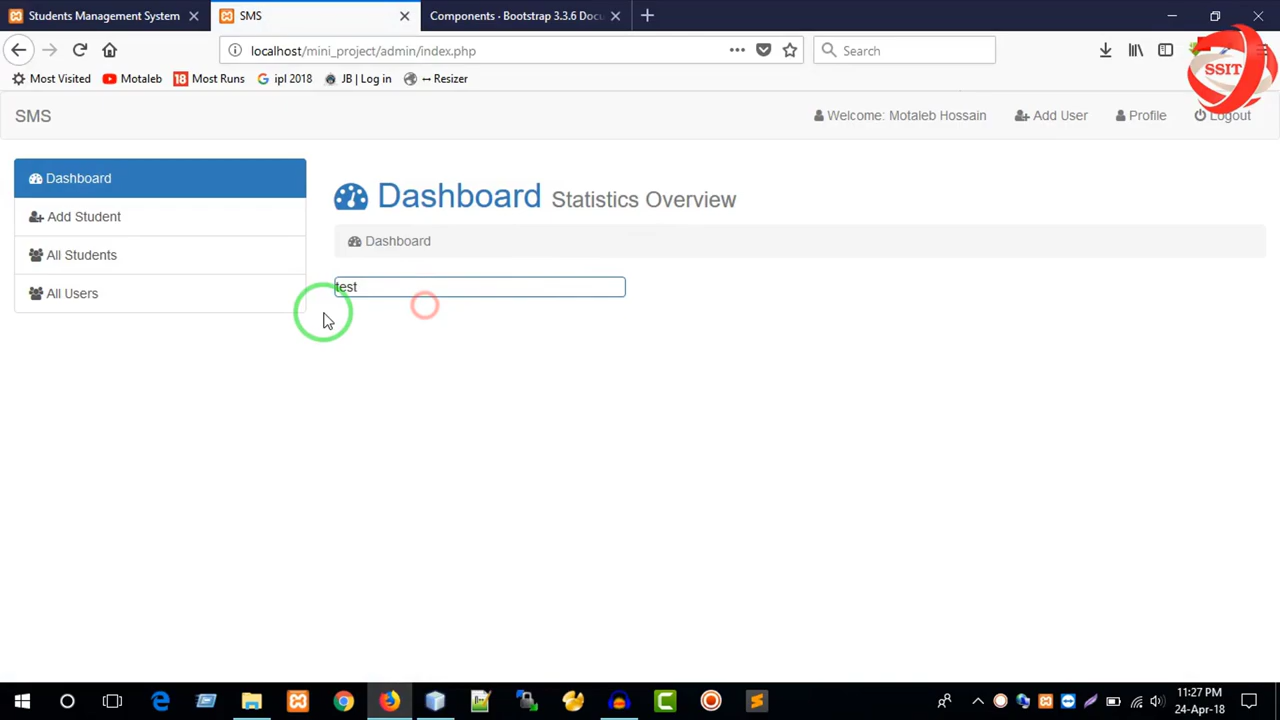 Students Management System
SMS
Components · Bootstrap 3.3.6 Docu
localhost/mini_project/admin/index.php
Search
Most Visited
Motaleb
18 Most Runs
ipl 2018
JB | Log in
↔ Resizer
SSIT
SMS
Welcome: Motaleb Hossain
Add User
Profile
Logout
Dashboard
Add Student
All Students
All Users
Dashboard Statistics Overview
Dashboard
test
11:27 PM
24-Apr-18